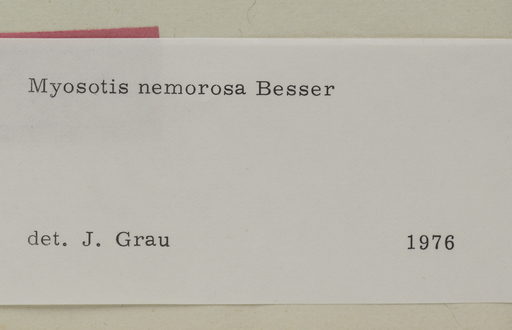 Myosotis nemorosa Besser
det. J. Grau 1976